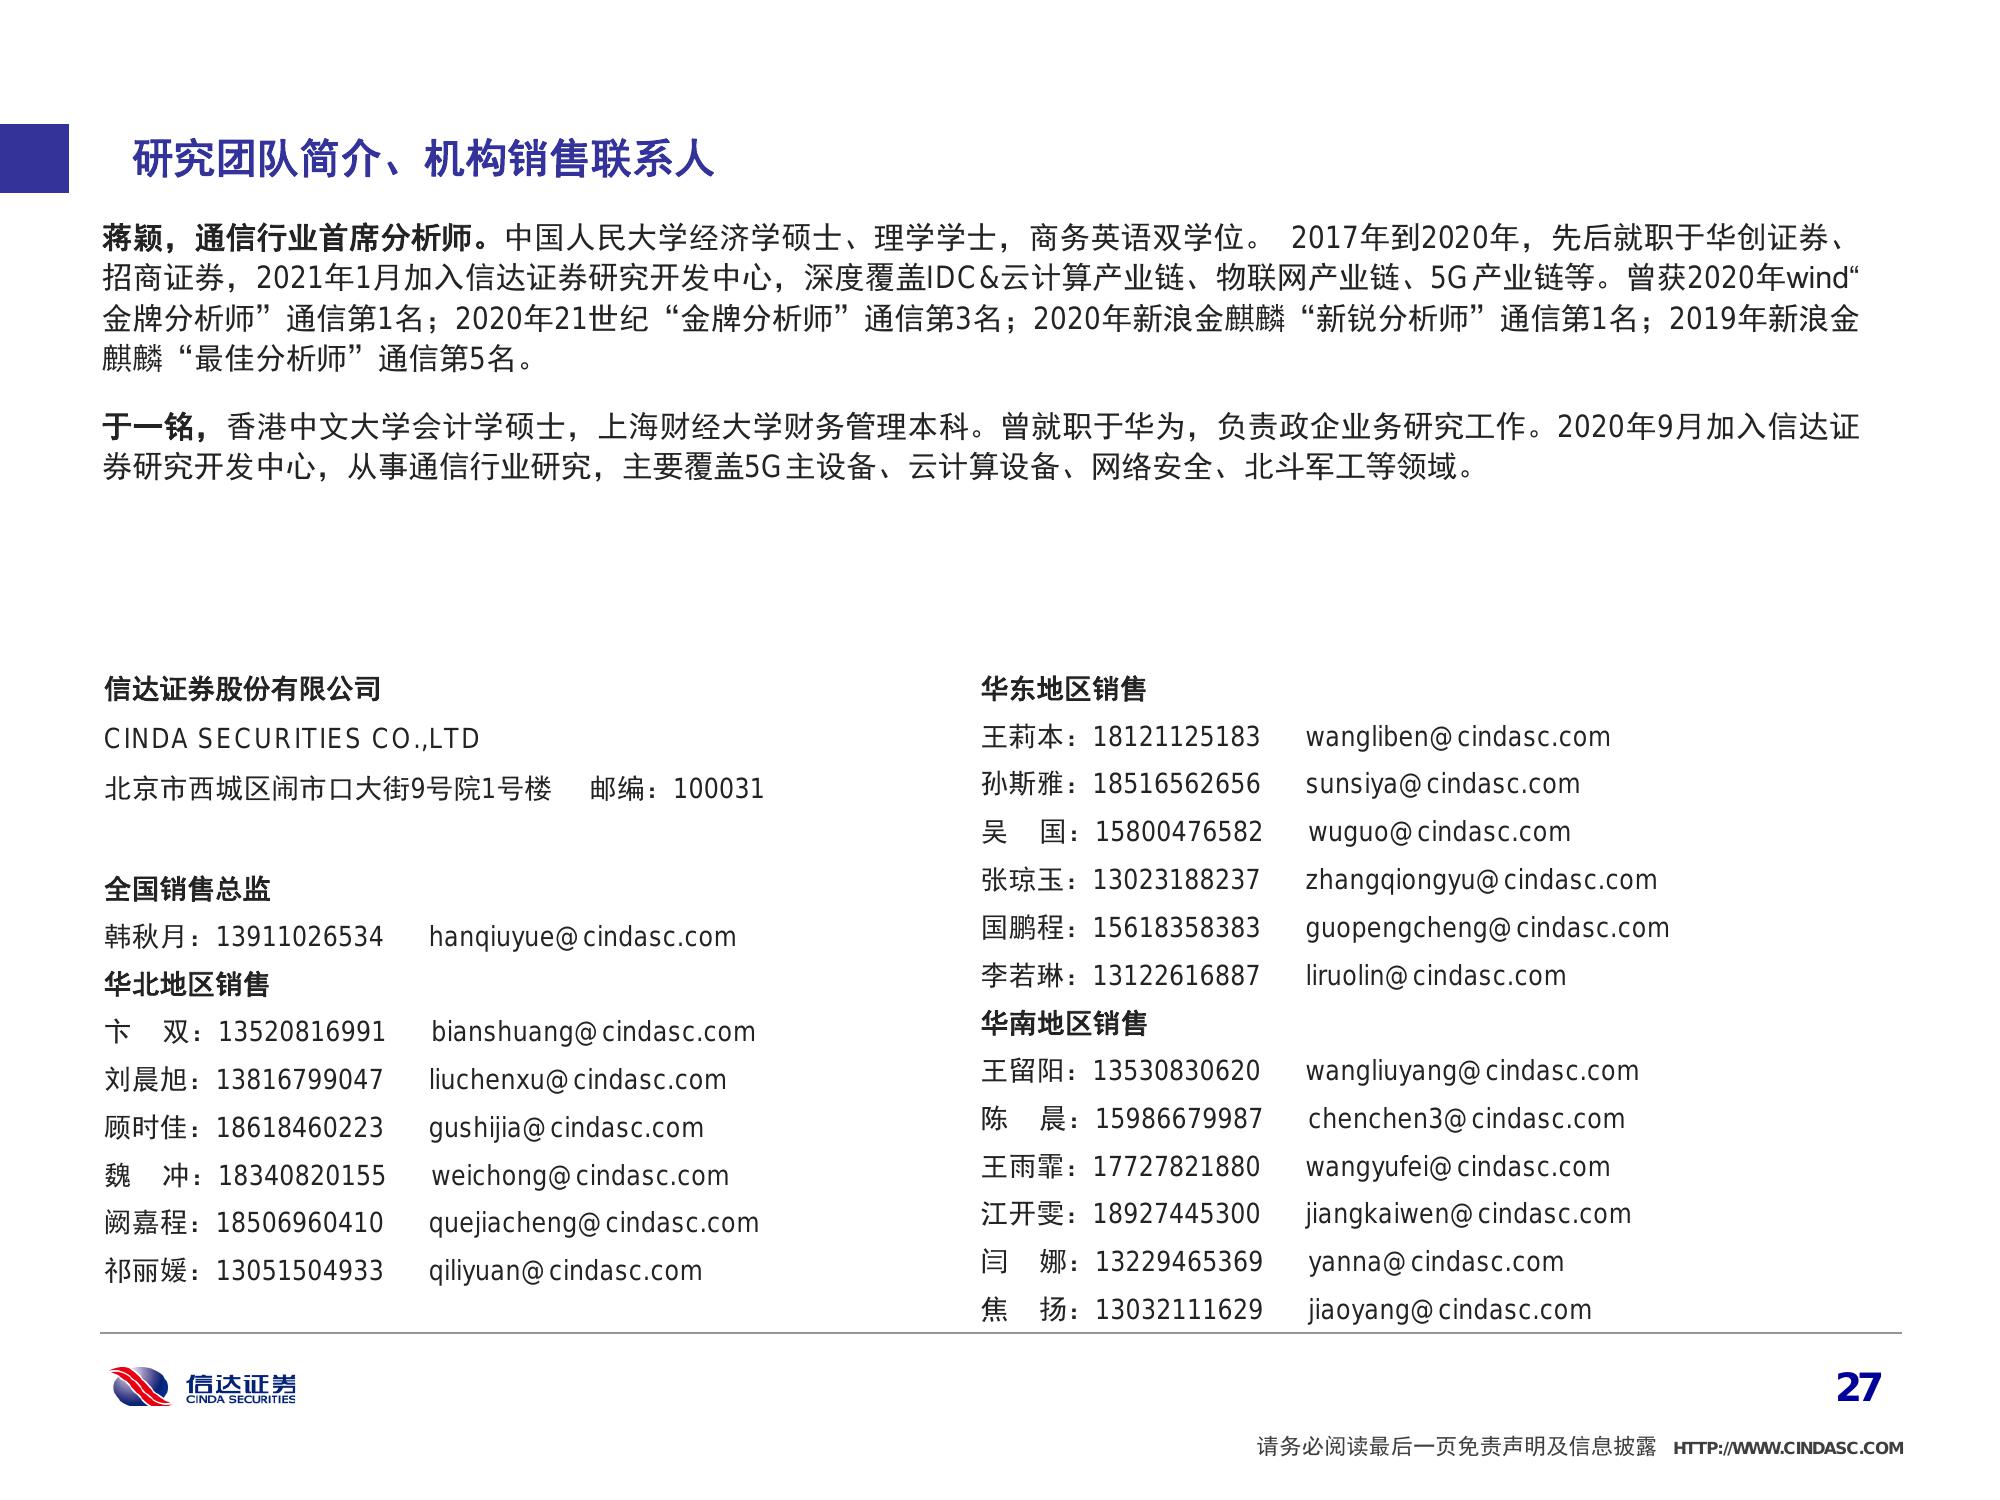 研究团队简介、机构销售联系人
蒋颖，通信行业首席分析师。中国人民大学经济学硕士、理学学士，商务英语双学位。 2017年到2020年，先后就职于华创证券、
招商证券，2021年1月加入信达证券研究开发中心，深度覆盖IDC&云计算产业链、物联网产业链、5G产业链等。曾获2020年wind“
金牌分析师”通信第1名；2020年21世纪“金牌分析师”通信第3名；2020年新浪金麒麟“新锐分析师”通信第1名；2019年新浪金
麒麟“最佳分析师”通信第5名。
于一铭，香港中文大学会计学硕士，上海财经大学财务管理本科。曾就职于华为，负责政企业务研究工作。2020年9月加入信达证
券研究开发中心，从事通信行业研究，主要覆盖5G主设备、云计算设备、网络安全、北斗军工等领域。
信达证券股份有限公司
CINDA SECURITIES CO.,LTD
北京市西城区闹市口大街9号院1号楼 邮编：100031
全国销售总监
韩秋月：13911026534 hanqiuyue@cindasc.com
华北地区销售
卞 双：13520816991 bianshuang@cindasc.com
刘晨旭：13816799047 liuchenxu@cindasc.com
顾时佳：18618460223 gushijia@cindasc.com
魏 冲：18340820155 weichong@cindasc.com
阙嘉程：18506960410 quejiacheng@cindasc.com
祁丽媛：13051504933 qiliyuan@cindasc.com
华东地区销售
王莉本：18121125183 wangliben@cindasc.com
孙斯雅：18516562656 sunsiya@cindasc.com
吴 国：15800476582 wuguo@cindasc.com
张琼玉：13023188237 zhangqiongyu@cindasc.com
国鹏程：15618358383 guopengcheng@cindasc.com
李若琳：13122616887 liruolin@cindasc.com
华南地区销售
王留阳：13530830620 wangliuyang@cindasc.com
陈 晨：15986679987 chenchen3@cindasc.com
王雨霏：17727821880 wangyufei@cindasc.com
江开雯：18927445300 jiangkaiwen@cindasc.com
闫 娜：13229465369 yanna@cindasc.com
焦 扬：13032111629 jiaoyang@cindasc.com
信达证券
CINDA SECURITIES
27
请务必阅读最后一页免责声明及信息披露 HTTP://WWW.CINDASC.COM